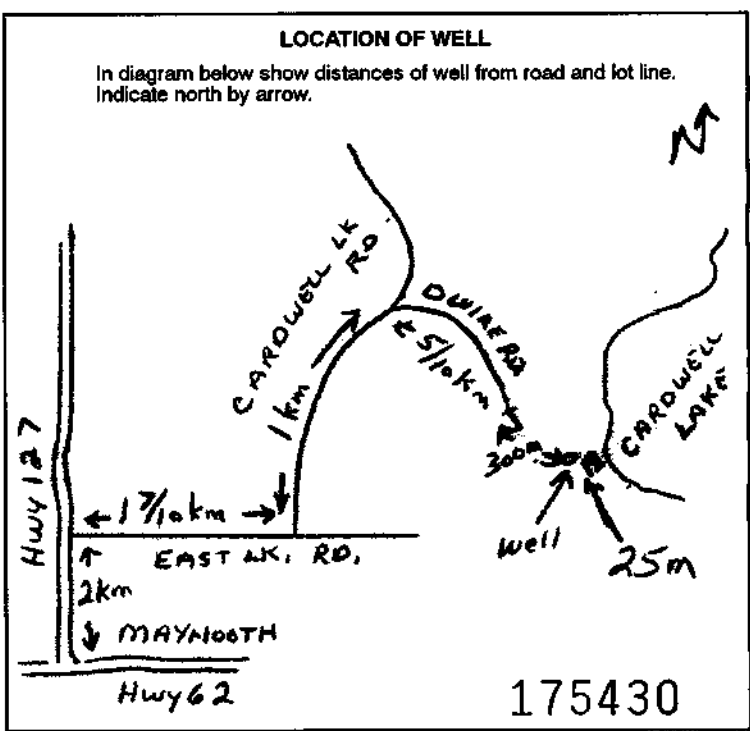 LOCATION OF WELL
In diagram below show distances of well from road and lot line.
Indicate north by arrow.
N
CARDWELL LK
RD
DWIRE RD
5/10 km
1 km
CARDWELL
LAKE
300m
Hwy 127
1 7/10 km
EAST LK. RD.
well
25m
2km
MAYNOOTH
Hwy 62
175430